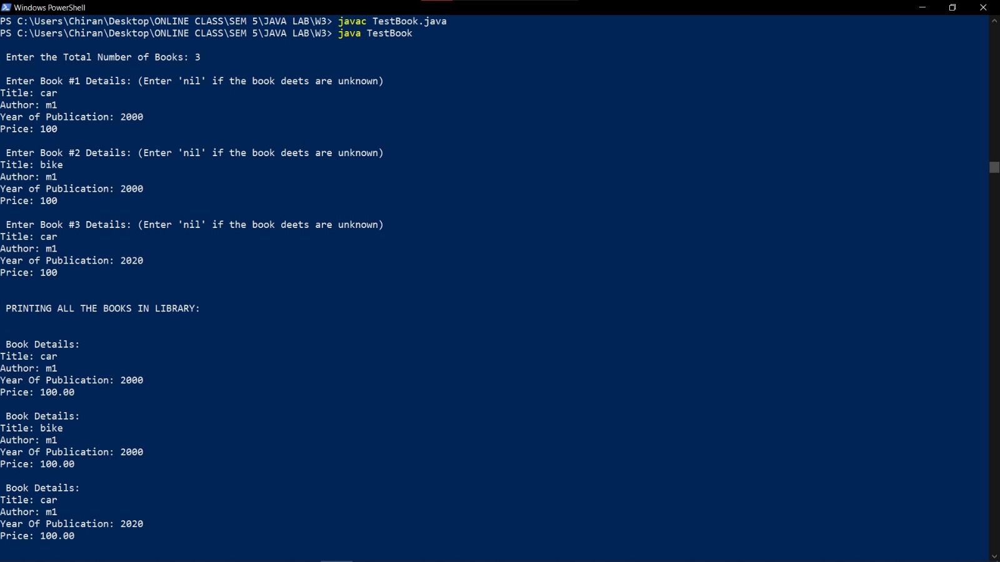 Windows PowerShell
PS C:\Users\Chiran\Desktop\ONLINE CLASS\SEM 5\JAVA LAB\W3> javac TestBook.java
PS C:\Users\Chiran\Desktop\ONLINE CLASS\SEM 5\JAVA LAB\W3> java TestBook
Enter the Total Number of Books: 3
Enter Book #1 Details: (Enter 'nil' if the book deets are unknown)
Title: car
Author: m1
Year of Publication: 2000
Price: 100
Enter Book #2 Details: (Enter 'nil' if the book deets are unknown)
Title: bike
Author: m1
Year of Publication: 2000
Price: 100
Enter Book #3 Details: (Enter 'nil' if the book deets are unknown)
Title: car
Author: m1
Year of Publication: 2020
Price: 100
PRINTING ALL THE BOOKS IN LIBRARY:
Book Details:
Title: car
Author: m1
Year Of Publication: 2000
Price: 100.00
Book Details:
Title: bike
Author: m1
Year Of Publication: 2000
Price: 100.00
Book Details:
Title: car
Author: m1
Year Of Publication: 2020
Price: 100.00